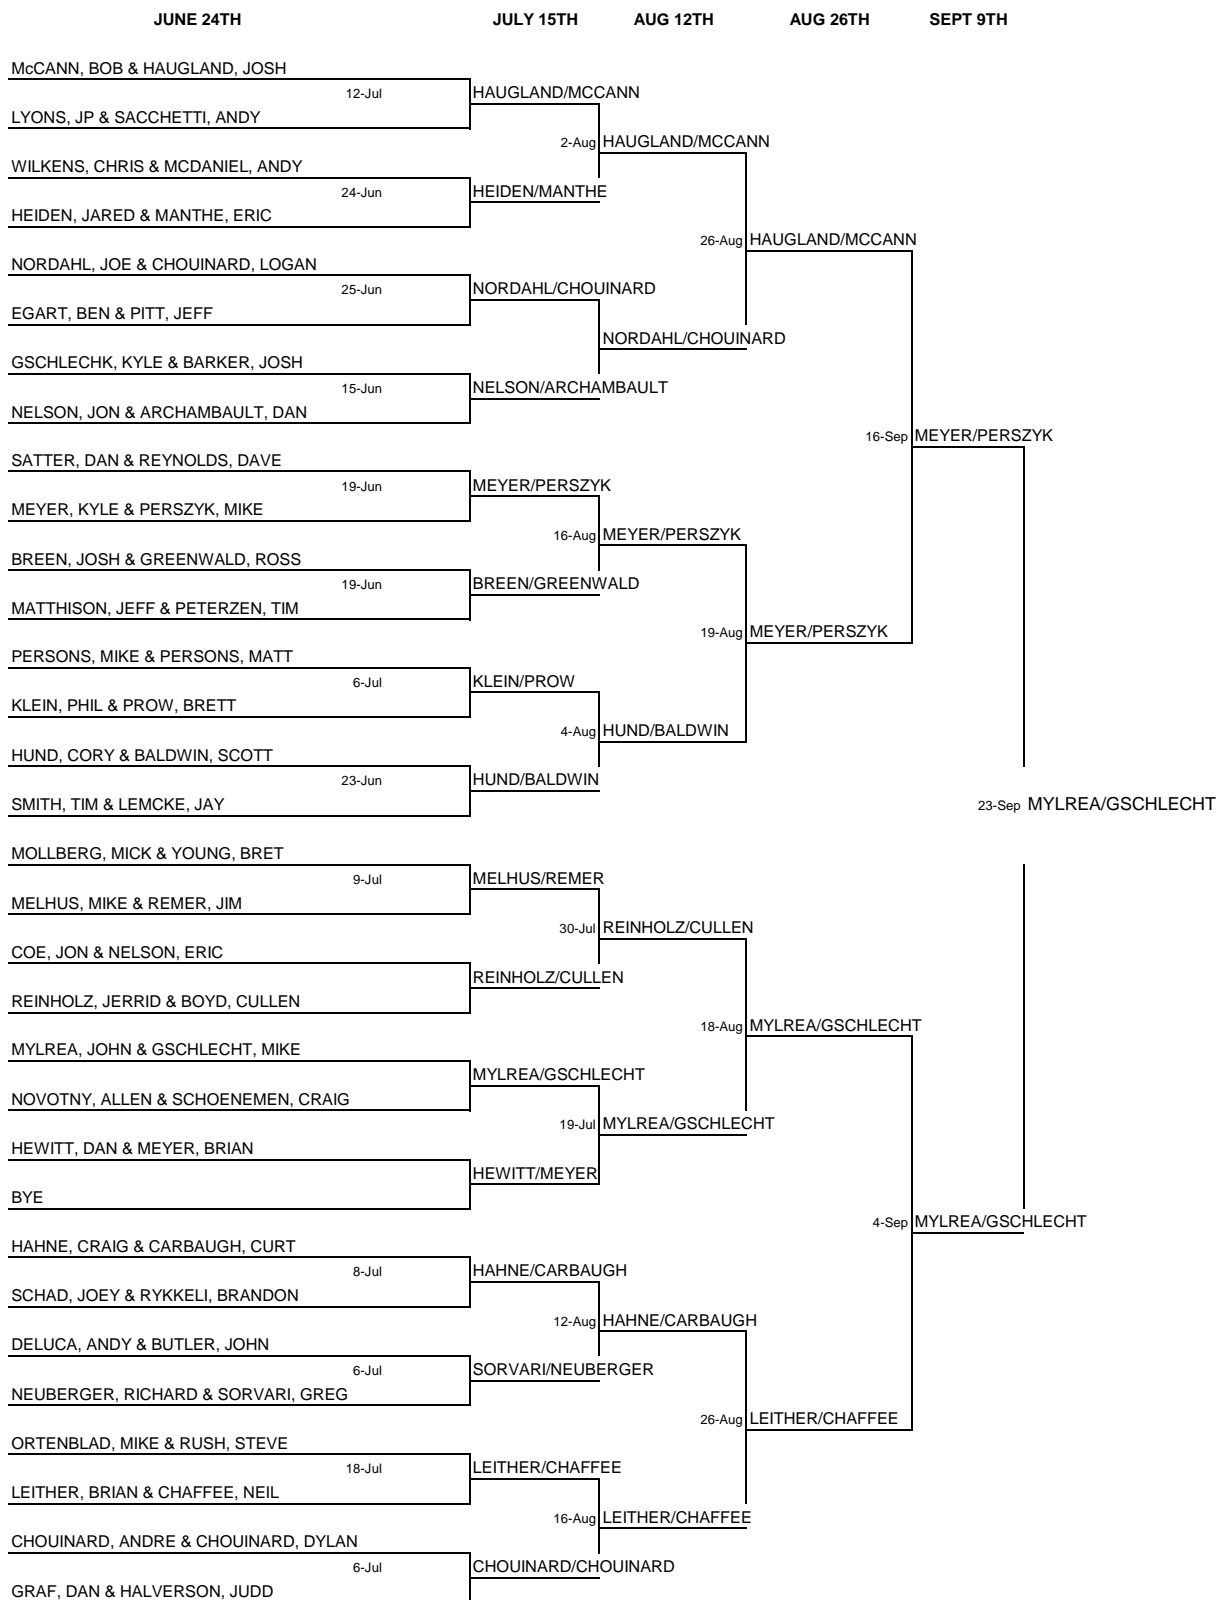 JUNE 24TH JULY 15TH AUG 12TH AUG 26TH SEPT 9TH
McCANN, BOB & HAUGLAND, JOSH
12-Jul HAUGLAND/MCCANN
LYONS, JP & SACCHETTI, ANDY
2-Aug HAUGLAND/MCCANN
WILKENS, CHRIS & MCDANIEL, ANDY
24-Jun HEIDEN/MANTHE
HEIDEN, JARED & MANTHE, ERIC
26-Aug HAUGLAND/MCCANN
NORDAHL, JOE & CHOUINARD, LOGAN
25-Jun NORDAHL/CHOUINARD
EGART, BEN & PITT, JEFF
NORDAHL/CHOUINARD
GSCHLECHK, KYLE & BARKER, JOSH
15-Jun NELSON/ARCHAMBAULT
NELSON, JON & ARCHAMBAULT, DAN
16-Sep MEYER/PERSZYK
SATTER, DAN & REYNOLDS, DAVE
19-Jun MEYER/PERSZYK
MEYER, KYLE & PERSZYK, MIKE
16-Aug MEYER/PERSZYK
BREEN, JOSH & GREENWALD, ROSS
19-Jun BREEN/GREENWALD
MATTHISON, JEFF & PETERZEN, TIM
19-Aug MEYER/PERSZYK
PERSONS, MIKE & PERSONS, MATT
6-Jul KLEIN/PROW
KLEIN, PHIL & PROW, BRETT
4-Aug HUND/BALDWIN
HUND, CORY & BALDWIN, SCOTT
23-Jun HUND/BALDWIN
SMITH, TIM & LEMCKE, JAY
23-Sep MYLREA/GSCHLECHT
MOLLBERG, MICK & YOUNG, BRET
9-Jul MELHUS/REMER
MELHUS, MIKE & REMER, JIM
30-Jul REINHOLZ/CULLEN
COE, JON & NELSON, ERIC
REINHOLZ/CULLEN
REINHOLZ, JERRID & BOYD, CULLEN
18-Aug MYLREA/GSCHLECHT
MYLREA, JOHN & GSCHLECHT, MIKE
MYLREA/GSCHLECHT
NOVOTNY, ALLEN & SCHOENEMEN, CRAIG
19-Jul MYLREA/GSCHLECHT
HEWITT, DAN & MEYER, BRIAN
HEWITT/MEYER
BYE
4-Sep MYLREA/GSCHLECHT
HAHNE, CRAIG & CARBAUGH, CURT
8-Jul HAHNE/CARBAUGH
SCHAD, JOEY & RYKKELI, BRANDON
12-Aug HAHNE/CARBAUGH
DELUCA, ANDY & BUTLER, JOHN
6-Jul SORVARI/NEUBERGER
NEUBERGER, RICHARD & SORVARI, GREG
26-Aug LEITHER/CHAFFEE
ORTENBLAD, MIKE & RUSH, STEVE
18-Jul LEITHER/CHAFFEE
LEITHER, BRIAN & CHAFFEE, NEIL
16-Aug LEITHER/CHAFFEE
CHOUINARD, ANDRE & CHOUINARD, DYLAN
6-Jul CHOUINARD/CHOUINARD
GRAF, DAN & HALVERSON, JUDD